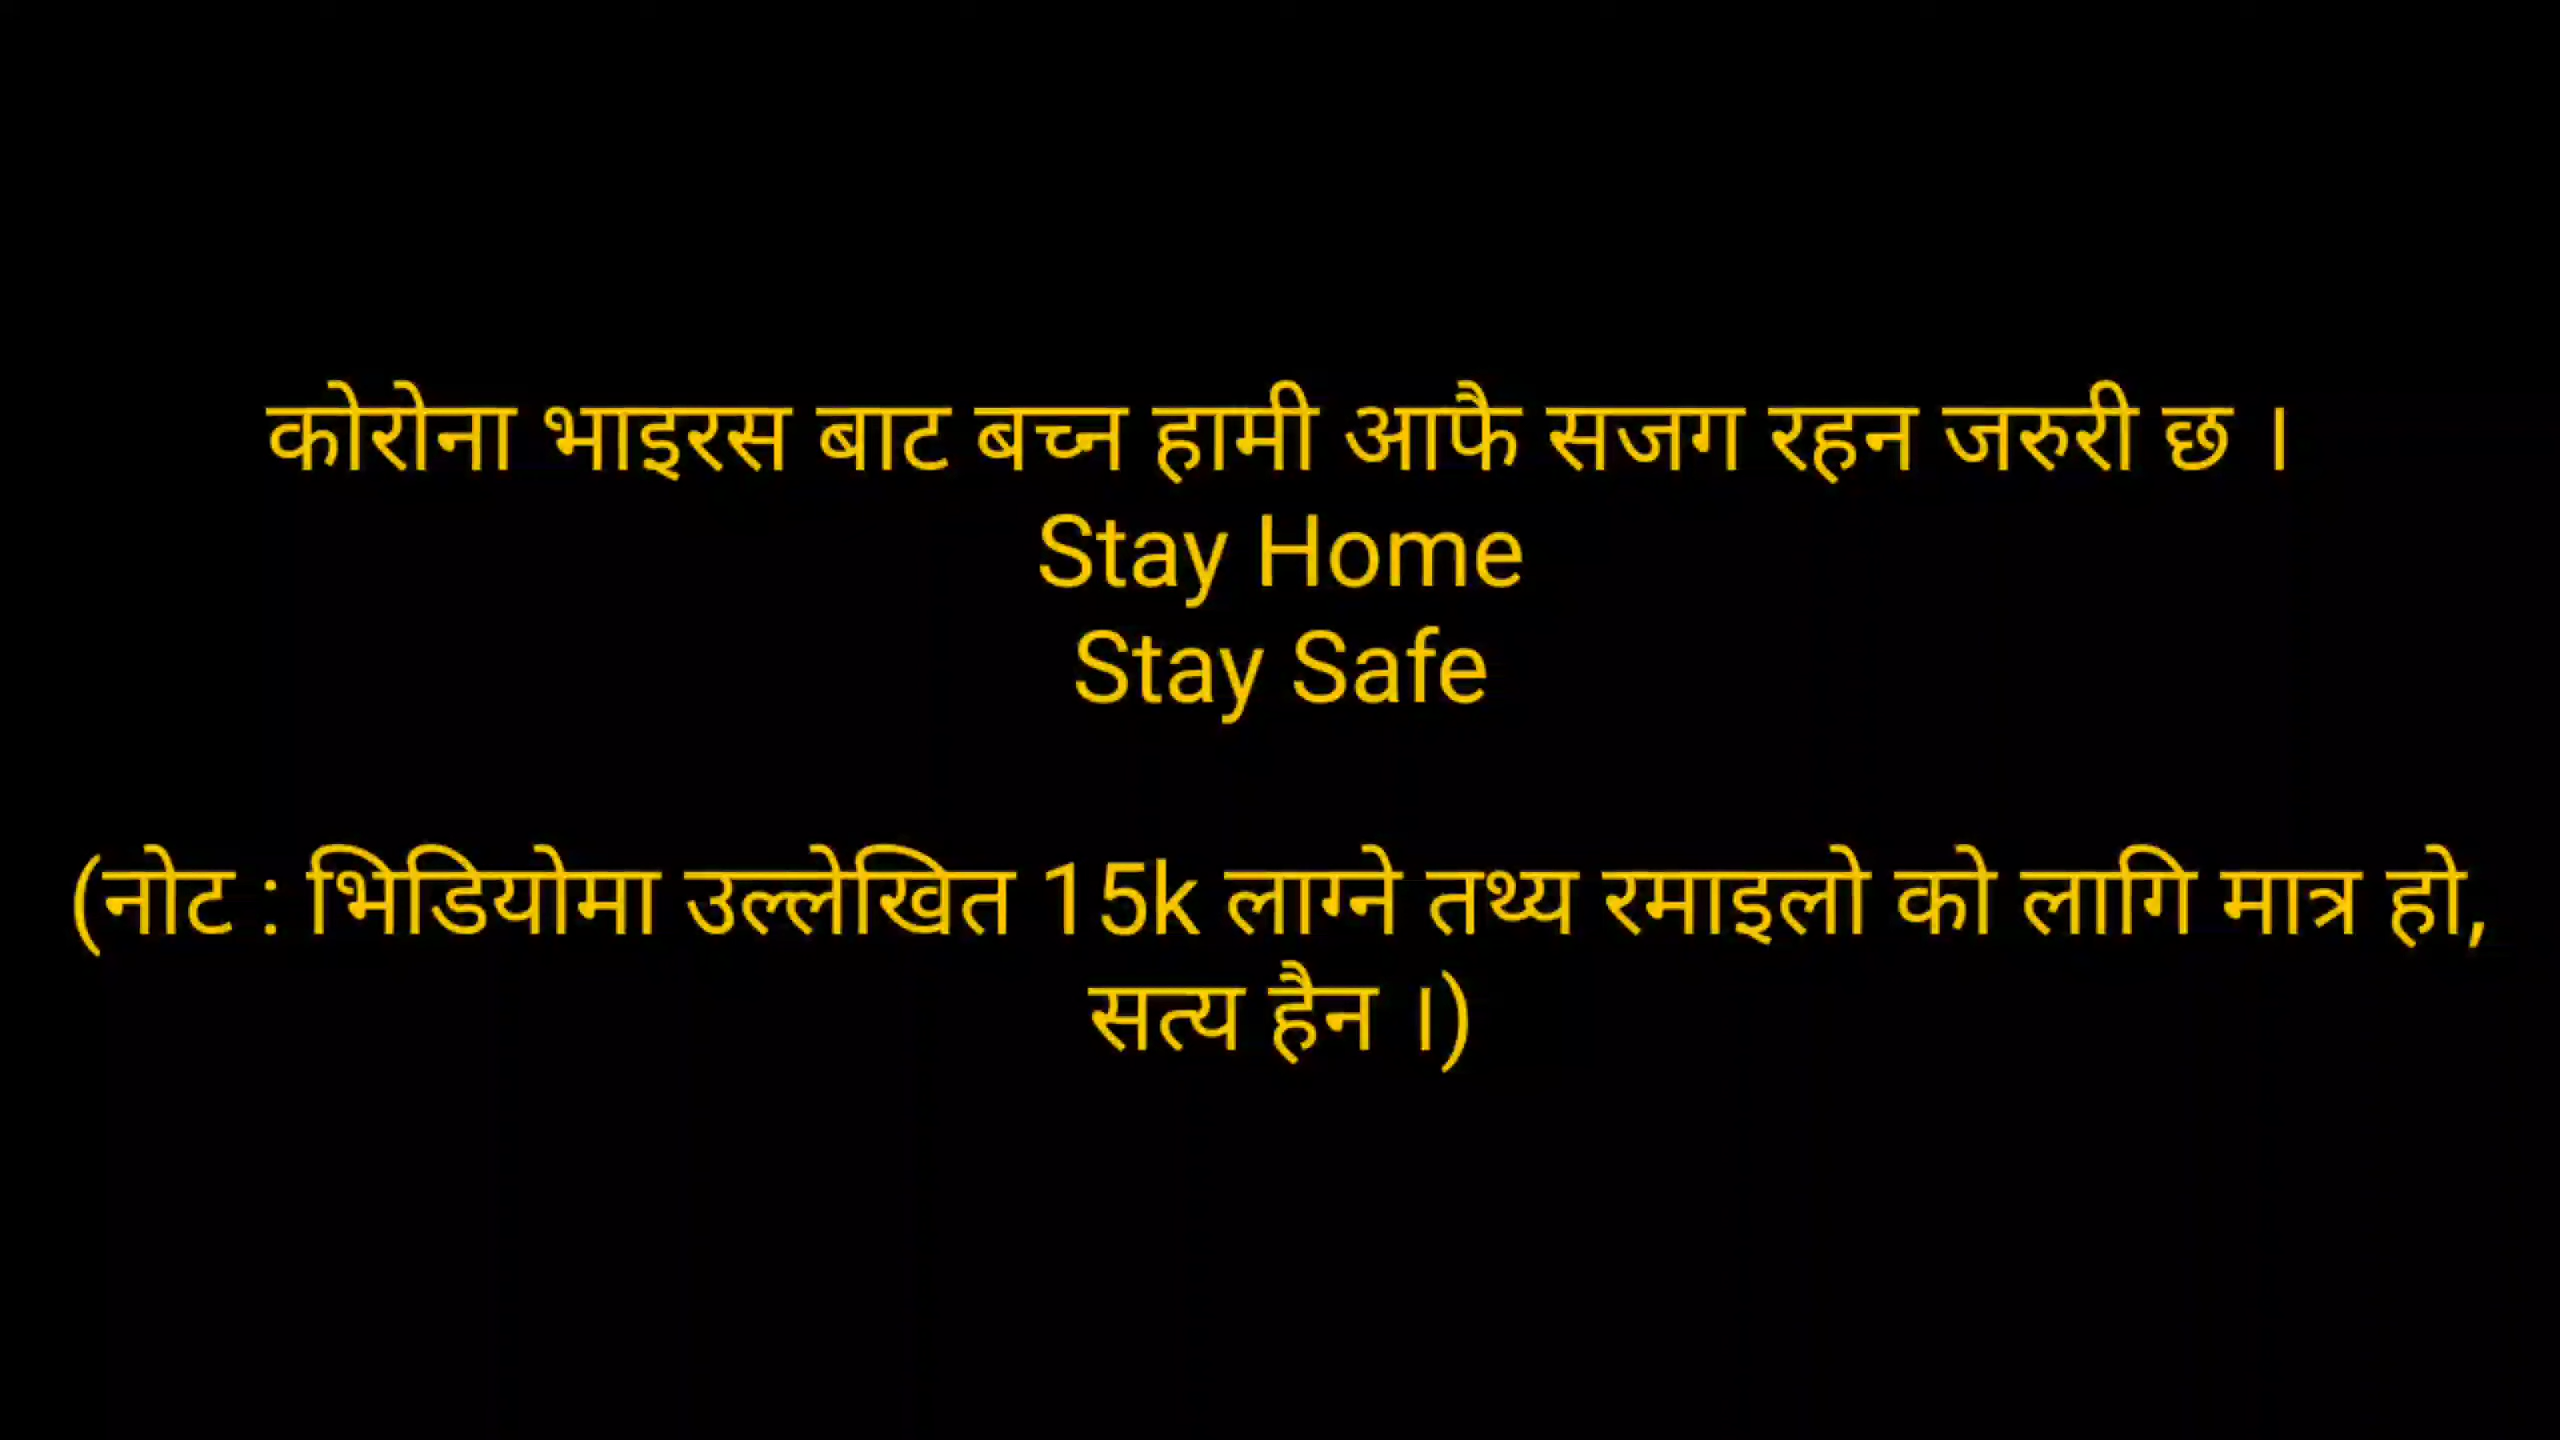 कोरोना भाइरस बाट बच्न हामी आफै सजग रहन जरुरी छ ।
Stay Home
Stay Safe
(नोट : भिडियोमा उल्लेखित 15k लाग्ने तथ्य रमाइलो को लागि मात्र हो,
सत्य हैन ।)